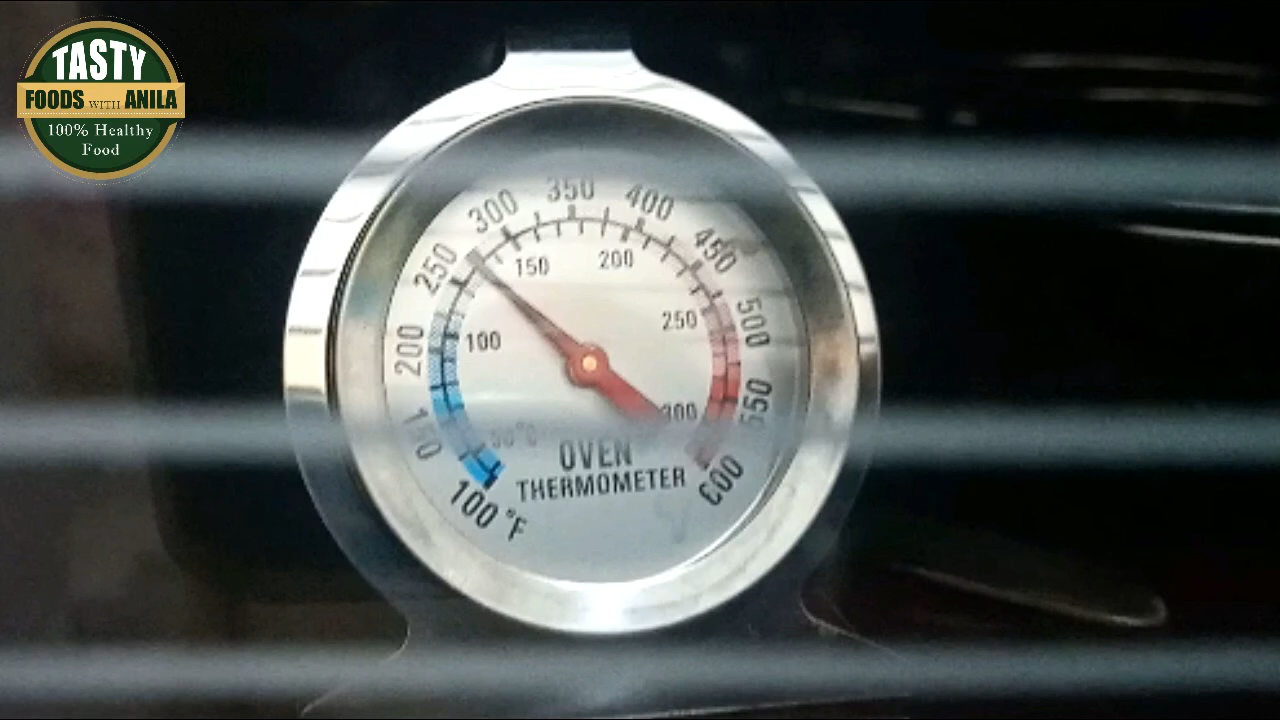 TASTY
FOODS WITH ANILA
100% Healthy
Food
350
300
400
250
450
150
200
500
200
100
250
550
300
50°C
OVEN
THERMOMETER
100 °F
600